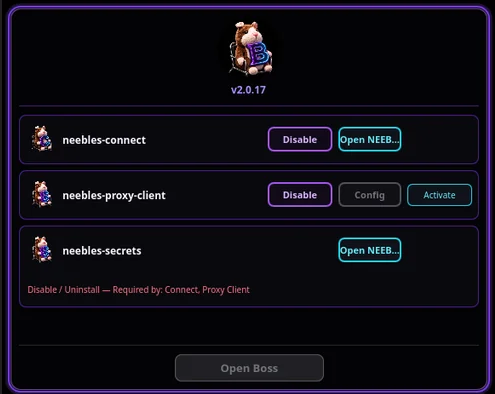 B
v2.0.17
neebles-connect
Disable
Open NEEB...
neebles-proxy-client
Disable
Config
Activate
neebles-secrets
Open NEEB...
Disable / Uninstall — Required by: Connect, Proxy Client
Open Boss